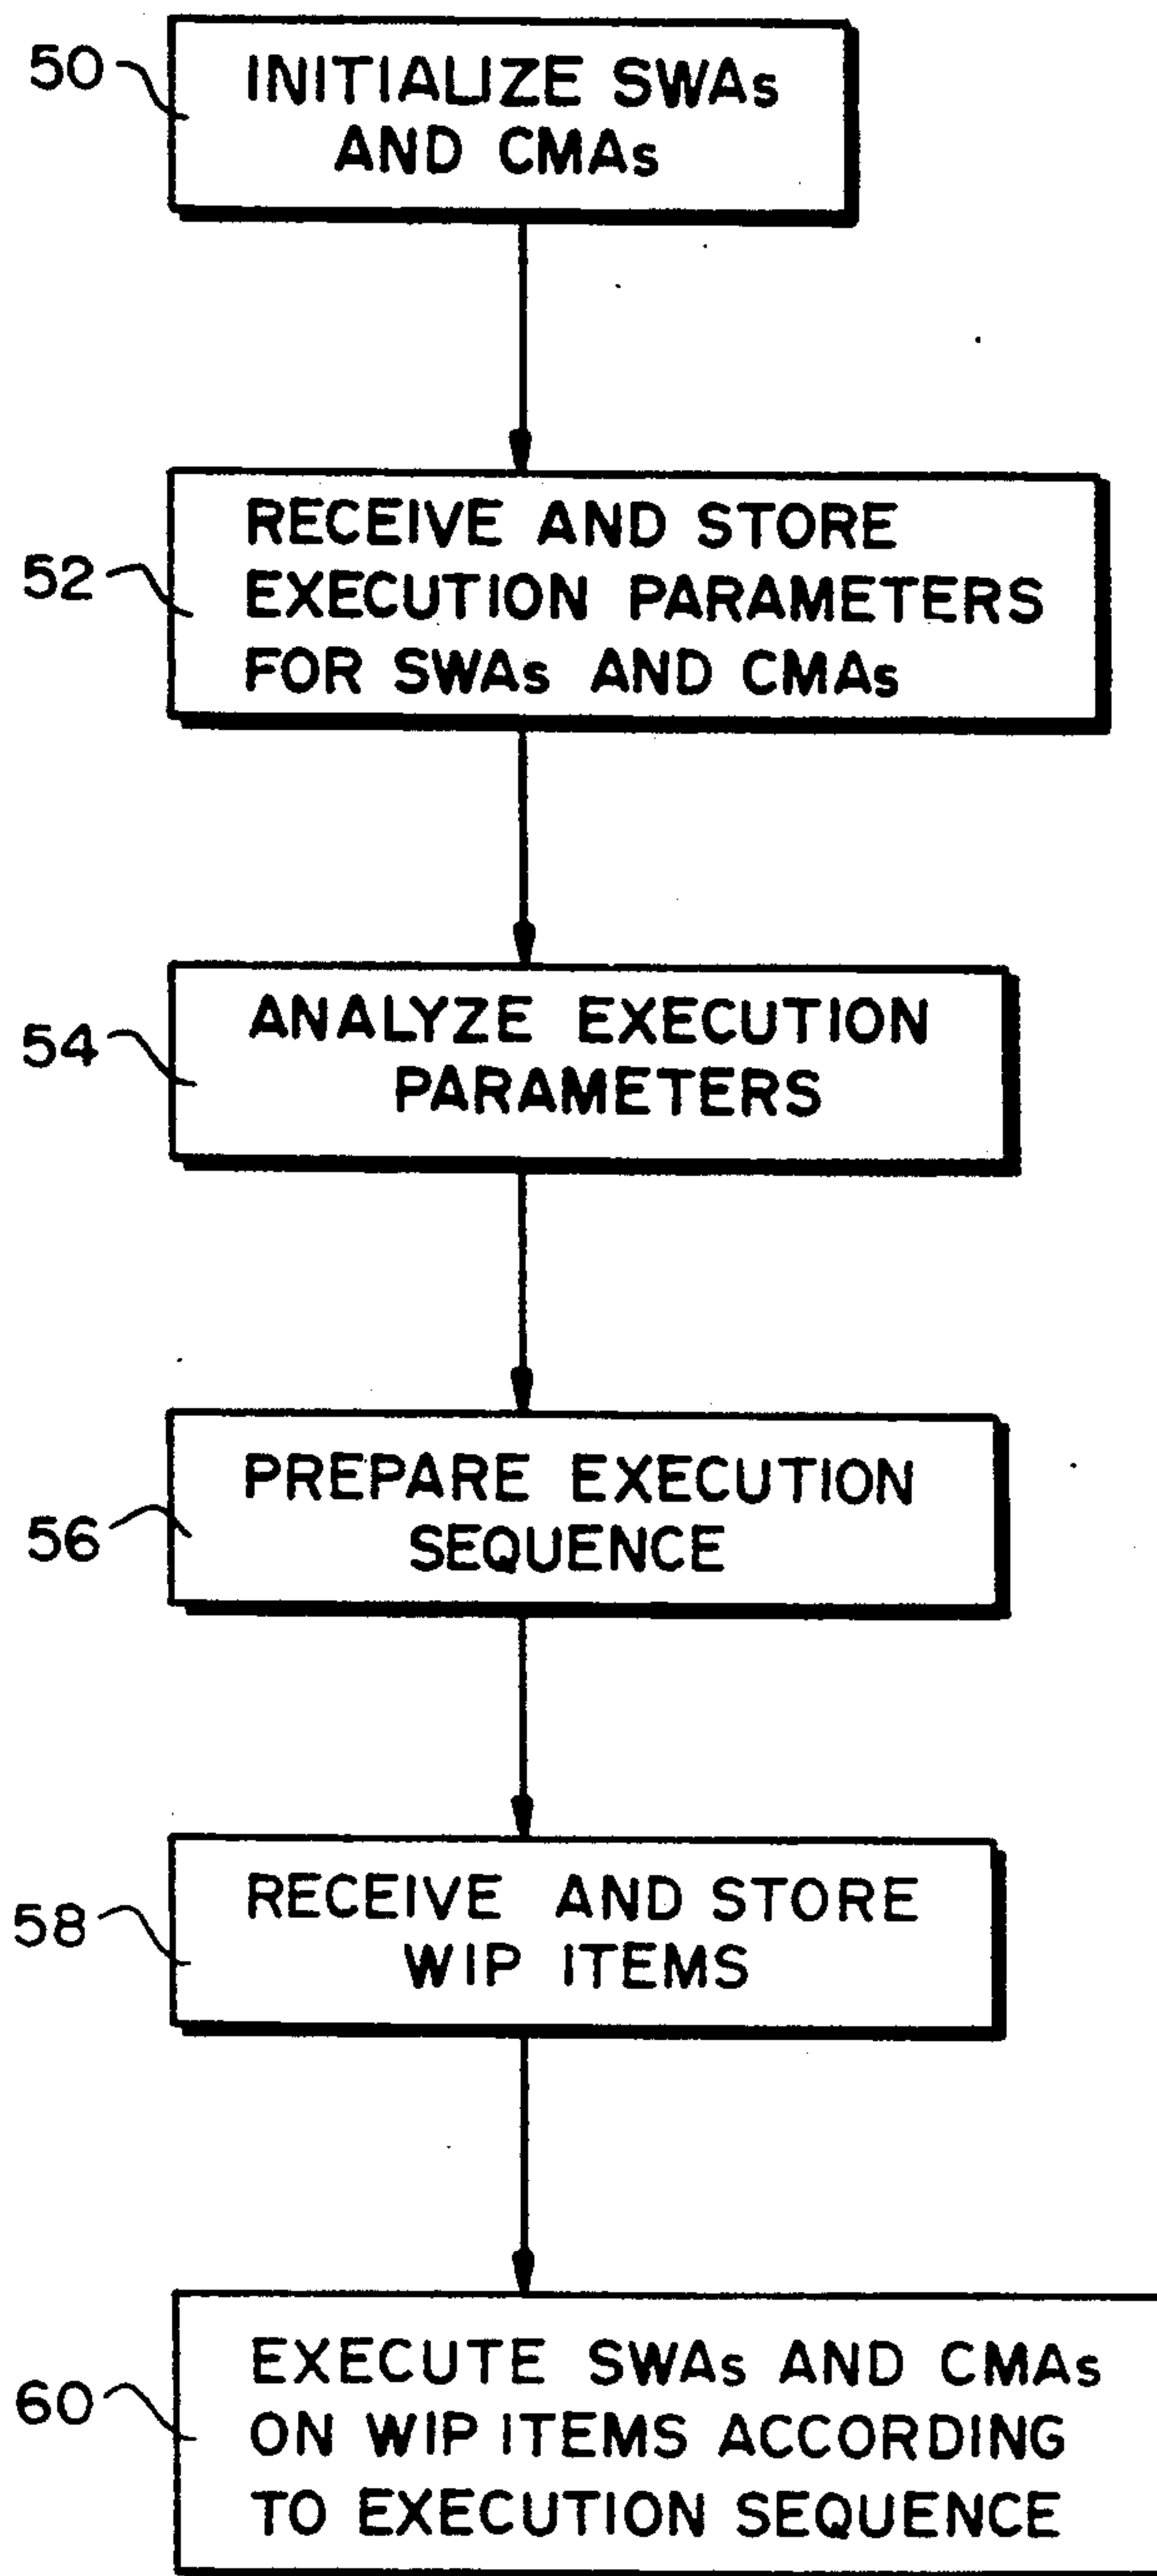 50
INITIALIZE SWAs
AND CMAs
52
RECEIVE AND STORE
EXECUTION PARAMETERS
FOR SWAs AND CMAs
54
ANALYZE EXECUTION
PARAMETERS
56
PREPARE EXECUTION
SEQUENCE
58
RECEIVE AND STORE
WIP ITEMS
60
EXECUTE SWAs AND CMAs
ON WIP ITEMS ACCORDING
TO EXECUTION SEQUENCE